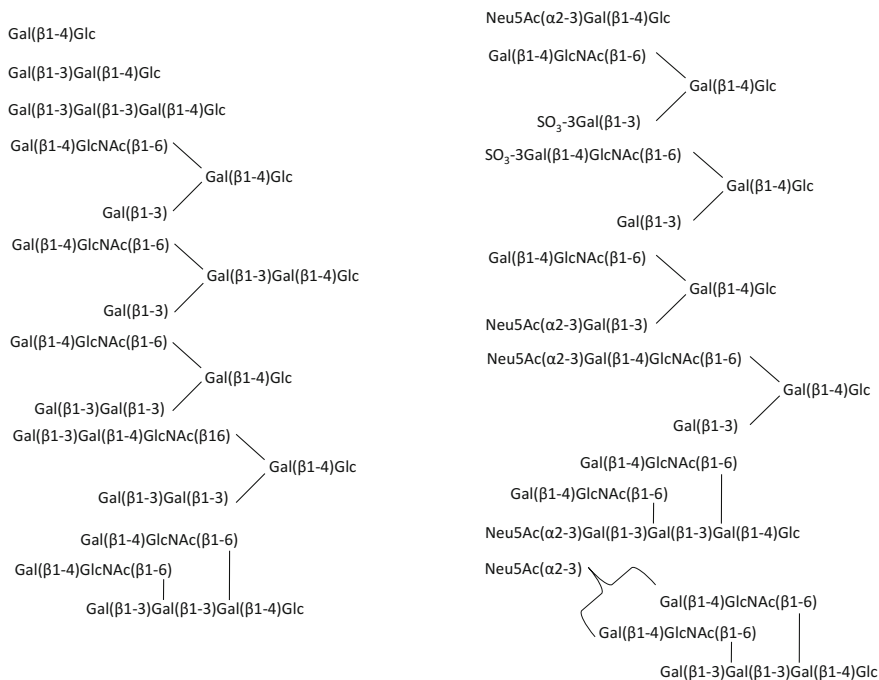 Gal(β1-4)Glc
Gal(β1-3)Gal(β1-4)Glc
Gal(β1-3)Gal(β1-3)Gal(β1-4)Glc
Gal(β1-4)GlcNAc(β1-6)
Gal(β1-4)Glc
Gal(β1-3)
Gal(β1-4)GlcNAc(β1-6)
Gal(β1-3)Gal(β1-4)Glc
Gal(β1-3)
Gal(β1-4)GlcNAc(β1-6)
Gal(β1-4)Glc
Gal(β1-3)Gal(β1-3)
Gal(β1-3)Gal(β1-4)GlcNAc(β16)
Gal(β1-4)Glc
Gal(β1-3)Gal(β1-3)
Gal(β1-4)GlcNAc(β1-6)
Gal(β1-4)GlcNAc(β1-6)
Gal(β1-3)Gal(β1-3)Gal(β1-4)Glc
Neu5Ac(α2-3)Gal(β1-4)Glc
Gal(β1-4)GlcNAc(β1-6)
Gal(β1-4)Glc
SO₃-3Gal(β1-3)
SO₃-3Gal(β1-4)GlcNAc(β1-6)
Gal(β1-4)Glc
Gal(β1-3)
Gal(β1-4)GlcNAc(β1-6)
Gal(β1-4)Glc
Neu5Ac(α2-3)Gal(β1-3)
Neu5Ac(α2-3)Gal(β1-4)GlcNAc(β1-6)
Gal(β1-4)Glc
Gal(β1-3)
Gal(β1-4)GlcNAc(β1-6)
Gal(β1-4)GlcNAc(β1-6)
Neu5Ac(α2-3)Gal(β1-3)Gal(β1-3)Gal(β1-4)Glc
Neu5Ac(α2-3)
Gal(β1-4)GlcNAc(β1-6)
Gal(β1-4)GlcNAc(β1-6)
Gal(β1-3)Gal(β1-3)Gal(β1-4)Glc